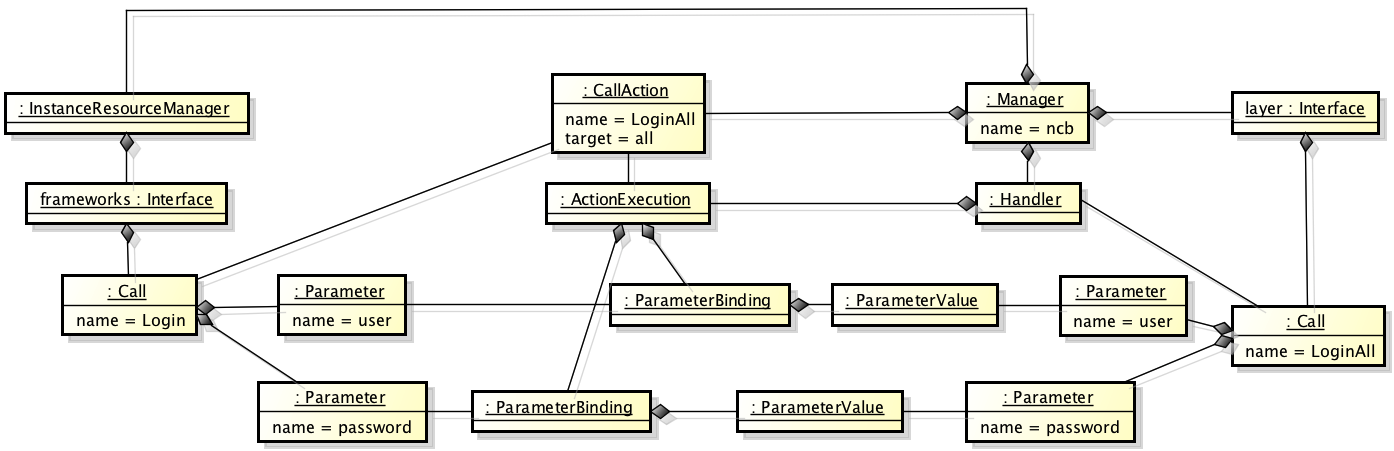 : InstanceResourceManager
: CallAction
name = LoginAll
target = all
: Manager
name = ncb
layer : Interface
frameworks : Interface
: ActionExecution
: Handler
: Call
name = Login
: Parameter
name = user
: ParameterBinding
: ParameterValue
: Parameter
name = user
: Call
name = LoginAll
: Parameter
name = password
: ParameterBinding
: ParameterValue
: Parameter
name = password